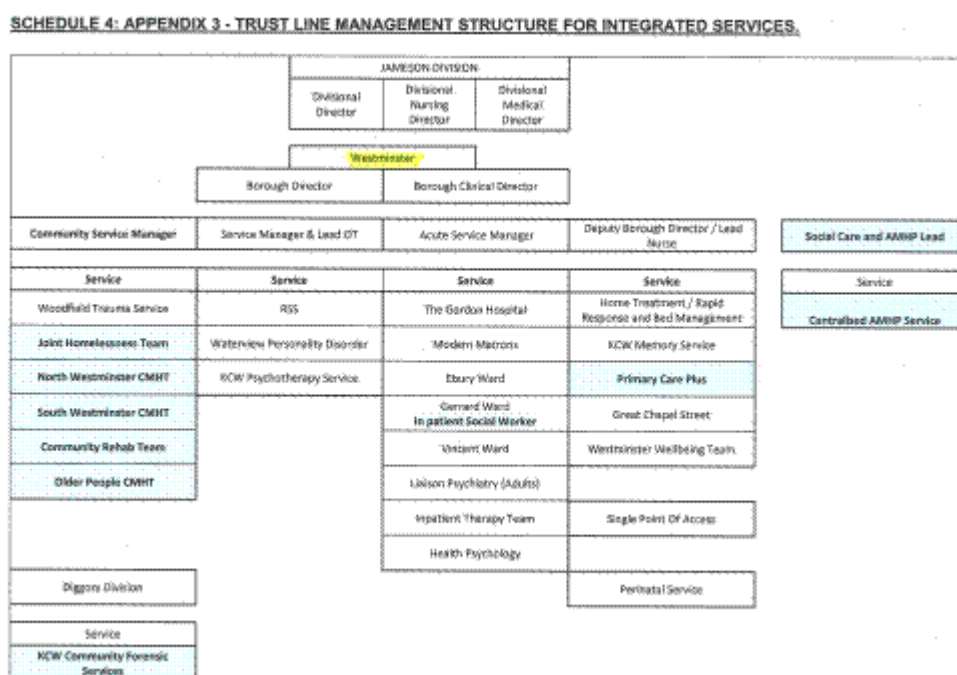 SCHEDULE 4: APPENDIX 3 - TRUST LINE MANAGEMENT STRUCTURE FOR INTEGRATED SERVICES.
JAMESON DIVISION
Divisional
Director
Divisional
Nursing
Director
Divisional
Medical
Director
Westminster
Borough Director
Borough Clinical Director
Community Service Manager
Service Manager & Lead OT
Acute Service Manager
Deputy Borough Director / Lead
Nurse
Social Care and AMHP Lead
Service
Service
Service
Service
Service
Woodfield Trauma Service
RSS
The Gordon Hospital
Home Treatment / Rapid
Response and Bed Management
Centralised AMHP Service
Joint Homelessness Team
Waterview Personality Disorder
Modern Matrons
KCW Memory Service
North Westminster CMHT
KCW Psychotherapy Service.
Ebury Ward
Primary Care Plus
South Westminster CMHT
Gerrard Ward
In patient Social Worker
Great Chapel Street
Community Rehab Team
Vincent Ward
Westminster Wellbeing Team.
Older People CMHT
Liaison Psychiatry (Adults)
Inpatient Therapy Team
Single Point Of Access
Health Psychology
Diggory Division
Perinatal Service
Service
KCW Community Forensic
Services